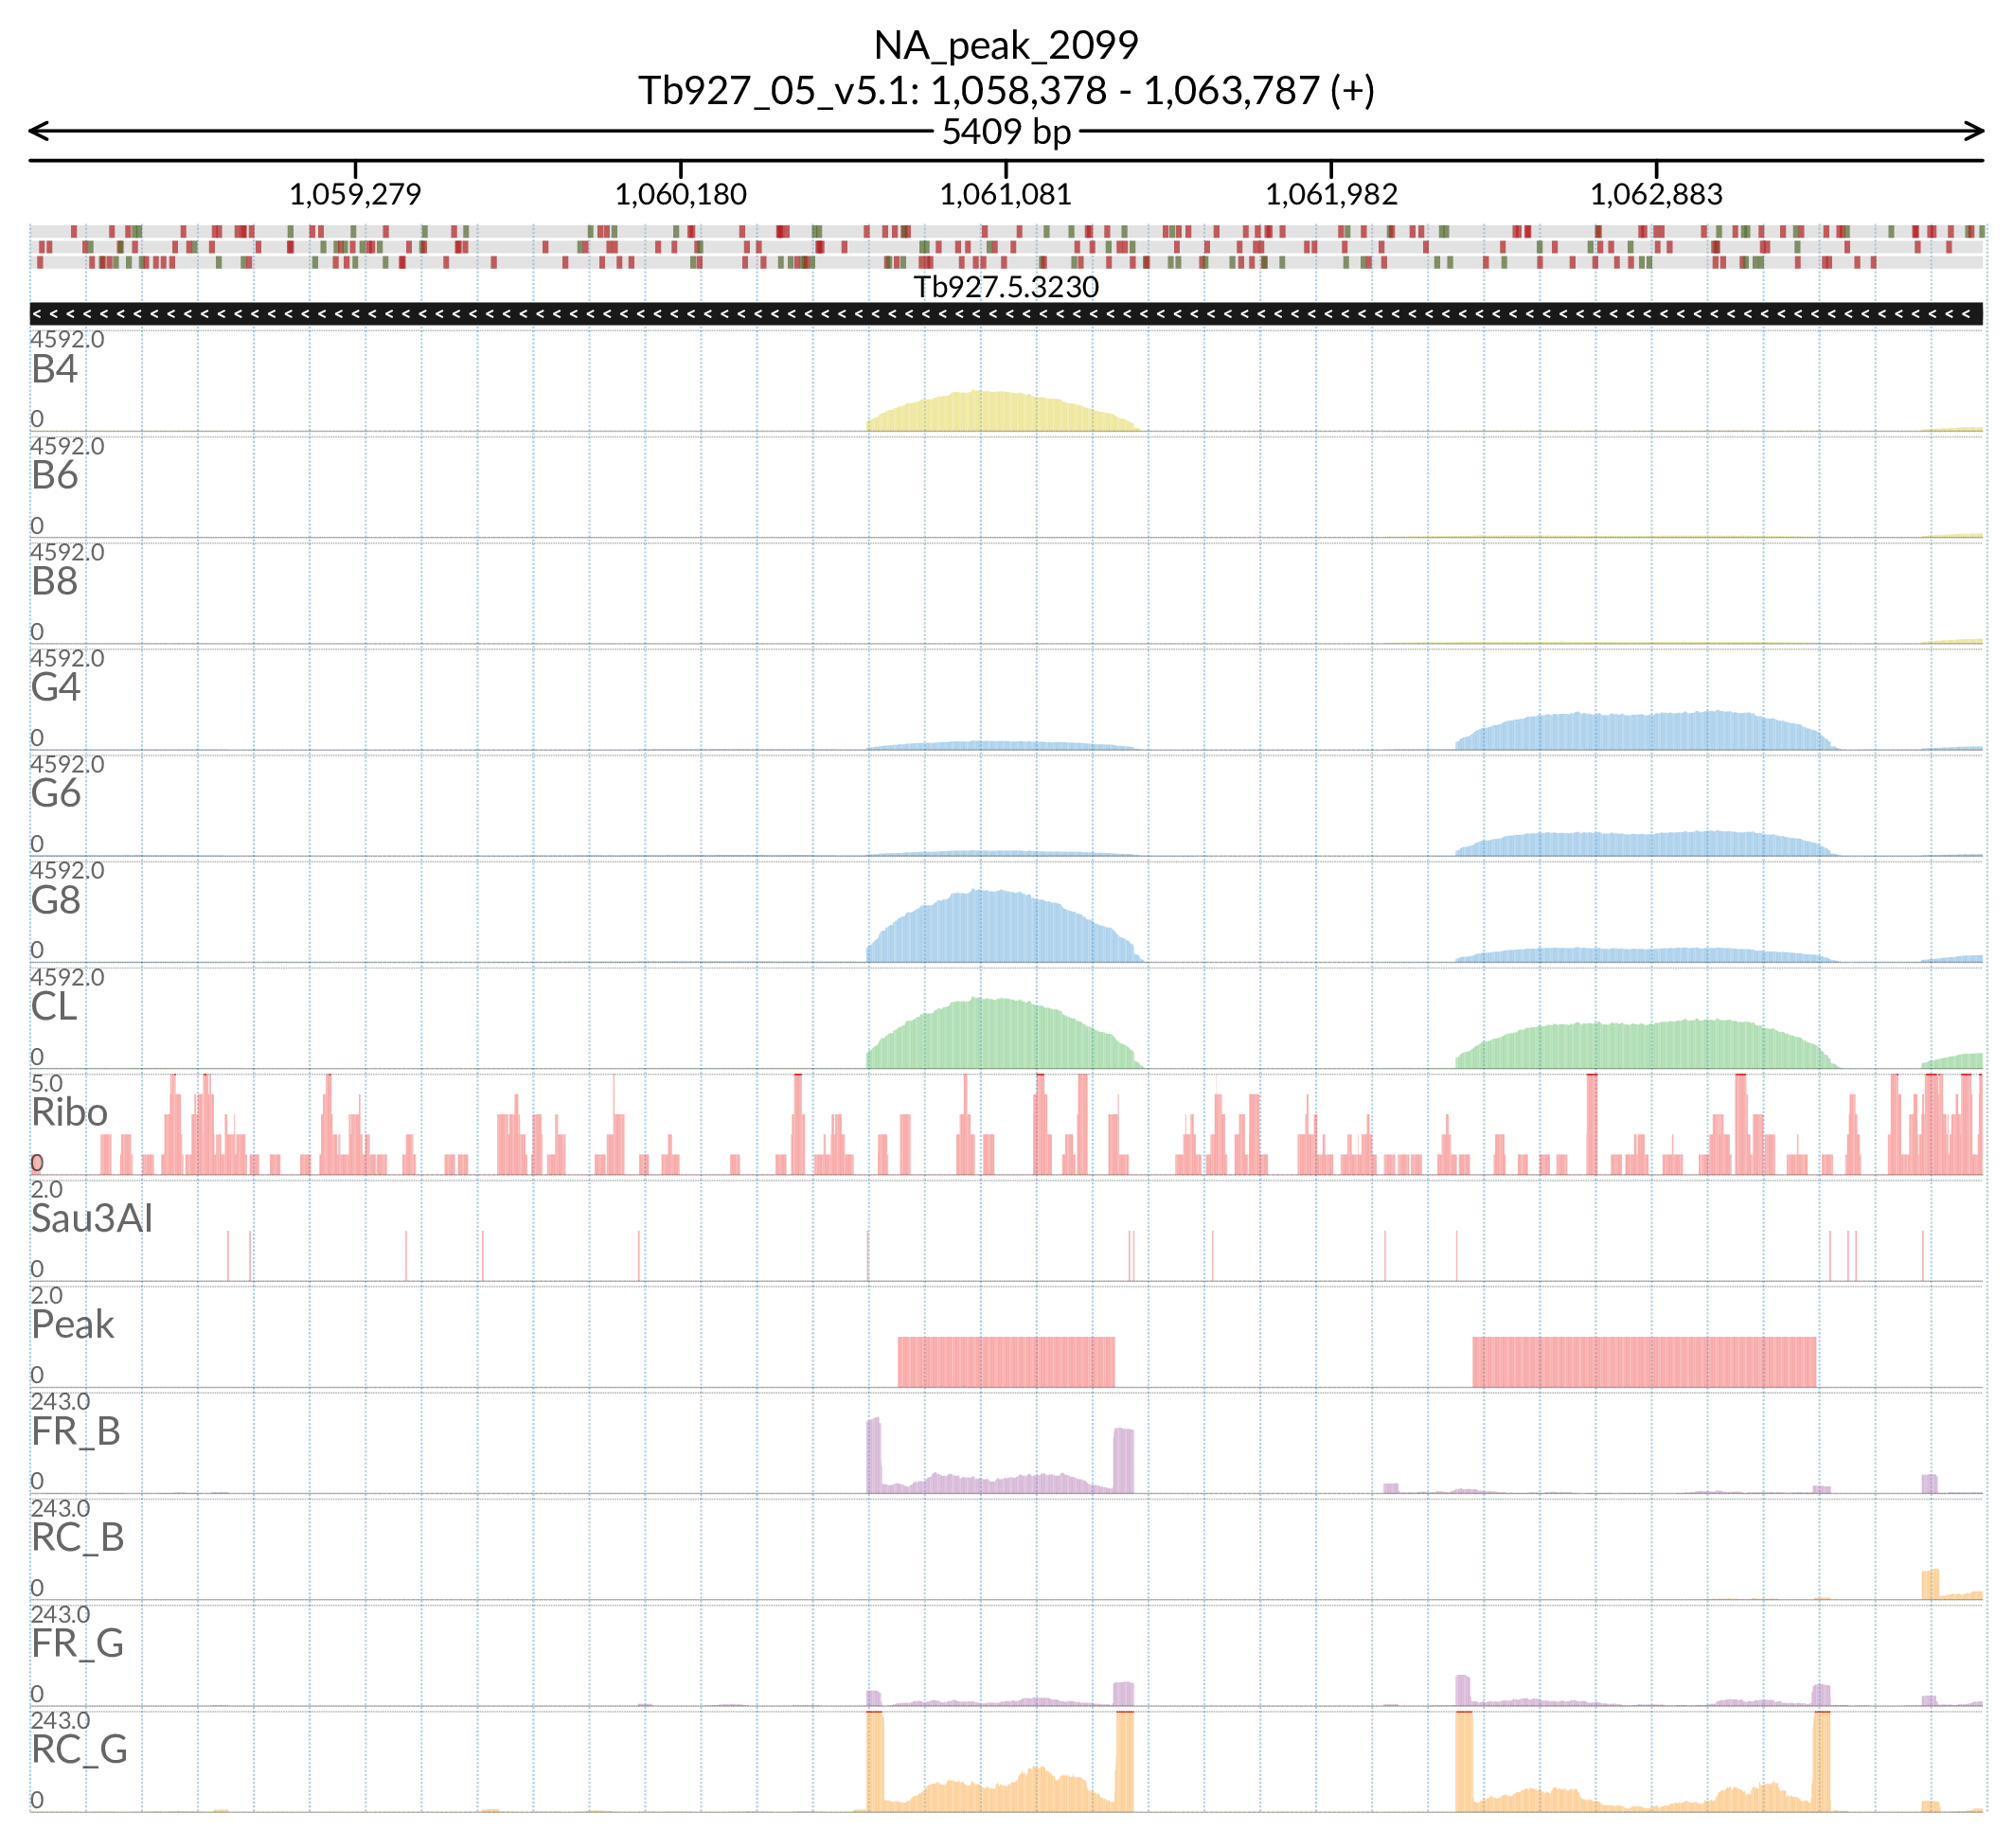 NA_peak_2099
Tb927_05_v5.1: 1,058,378 - 1,063,787 (+)
5409 bp
1,059,279 1,060,180 1,061,081 1,061,982 1,062,883
Tb927.5.3230
4592.0
B4
0
4592.0
B6
0
4592.0
B8
0
4592.0
G4
0
4592.0
G6
0
4592.0
G8
0
4592.0
CL
0
5.0
Ribo
0
2.0
Sau3AI
0
2.0
Peak
0
243.0
FR_B
0
243.0
RC_B
0
243.0
FR_G
0
243.0
RC_G
0